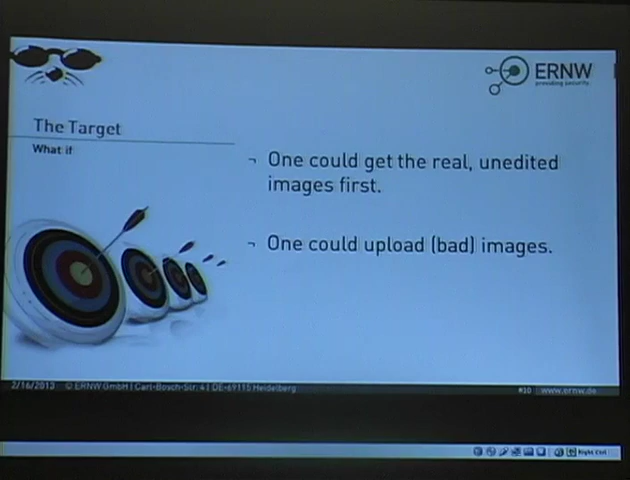 ERNW
providing security.
The Target
What if
¬ One could get the real, unedited
images first.
¬ One could upload (bad) images.
2/16/2013 © ERNW GmbH | Carl-Bosch-Str. 4 | DE-69115 Heidelberg
#10 www.ernw.de
Right Ctrl